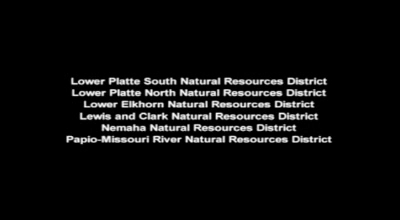 Lower Platte South Natural Resources District
Lower Platte North Natural Resources District
Lower Elkhorn Natural Resources District
Lewis and Clark Natural Resources District
Nemaha Natural Resources District
Papio-Missouri River Natural Resources District